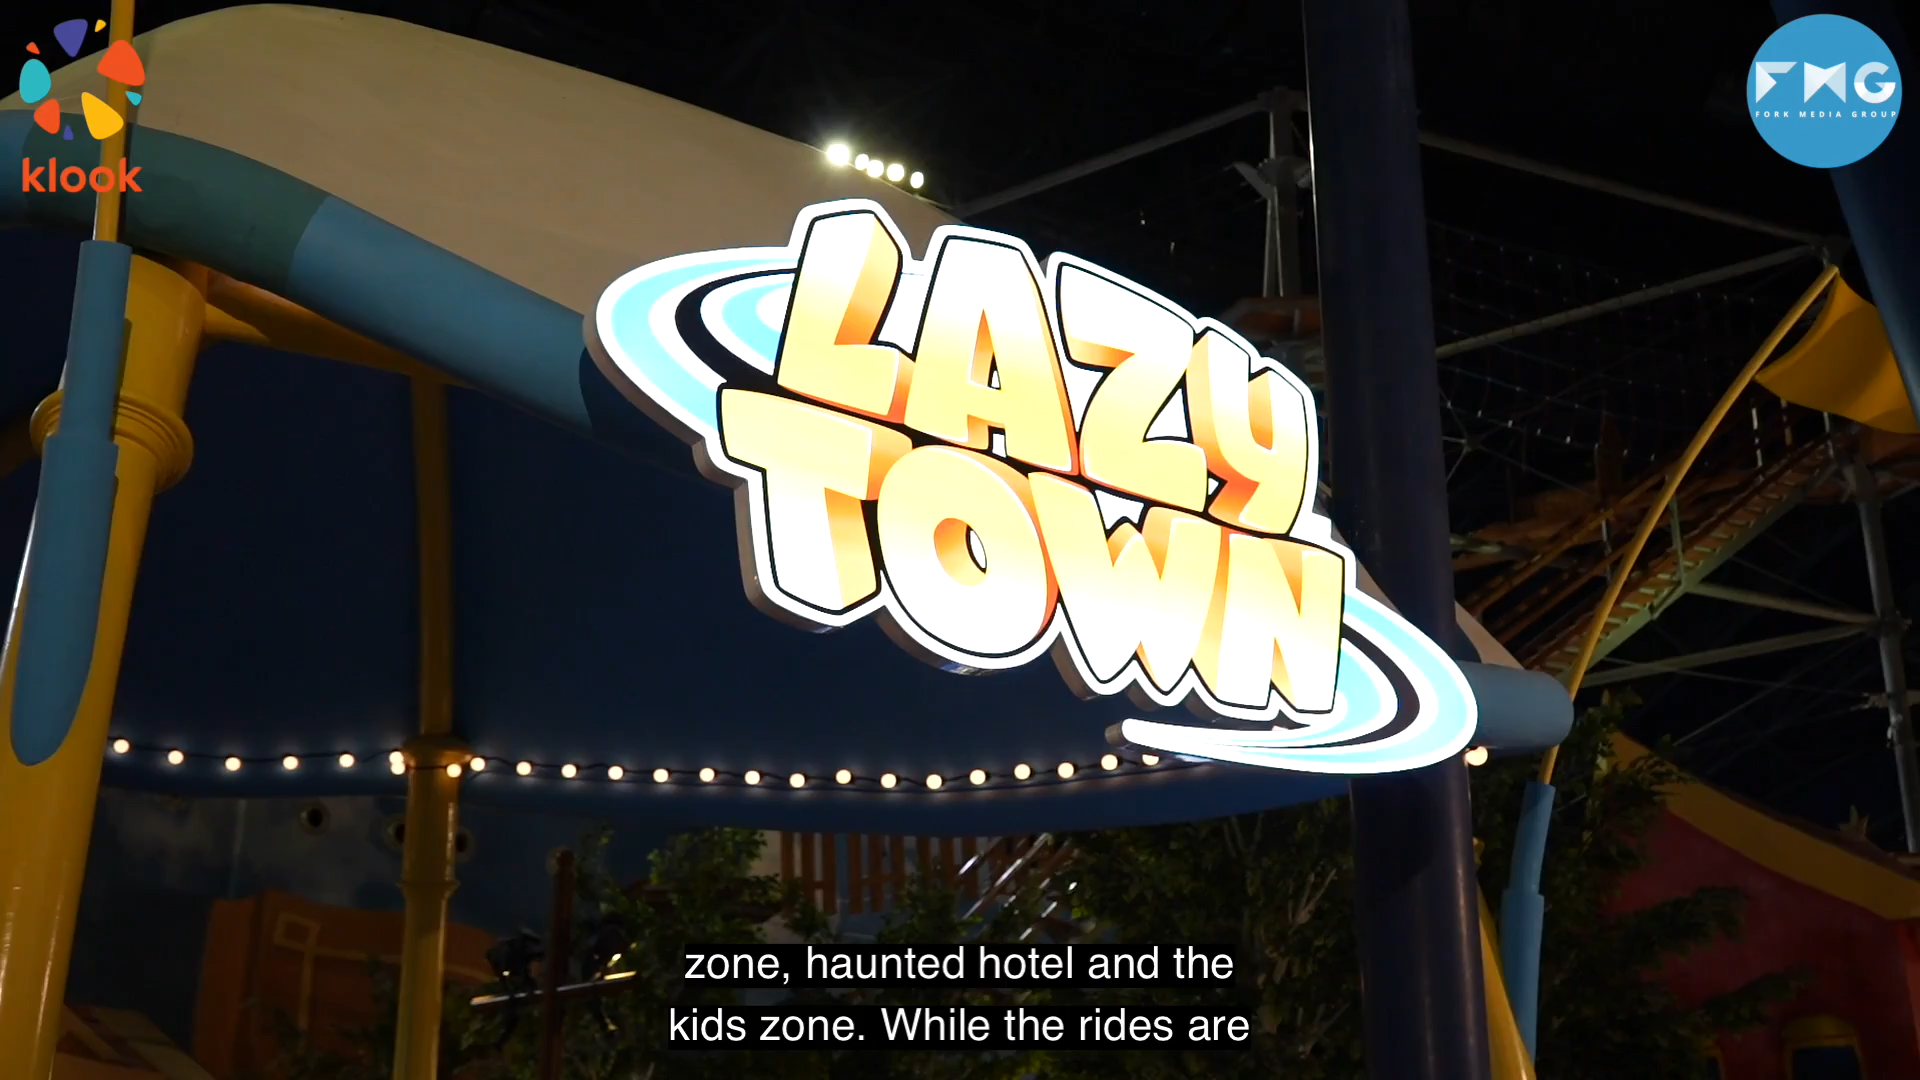 klook
FMG
FORK MEDIA GROUP
LAZY
TOWN
zone, haunted hotel and the
kids zone. While the rides are